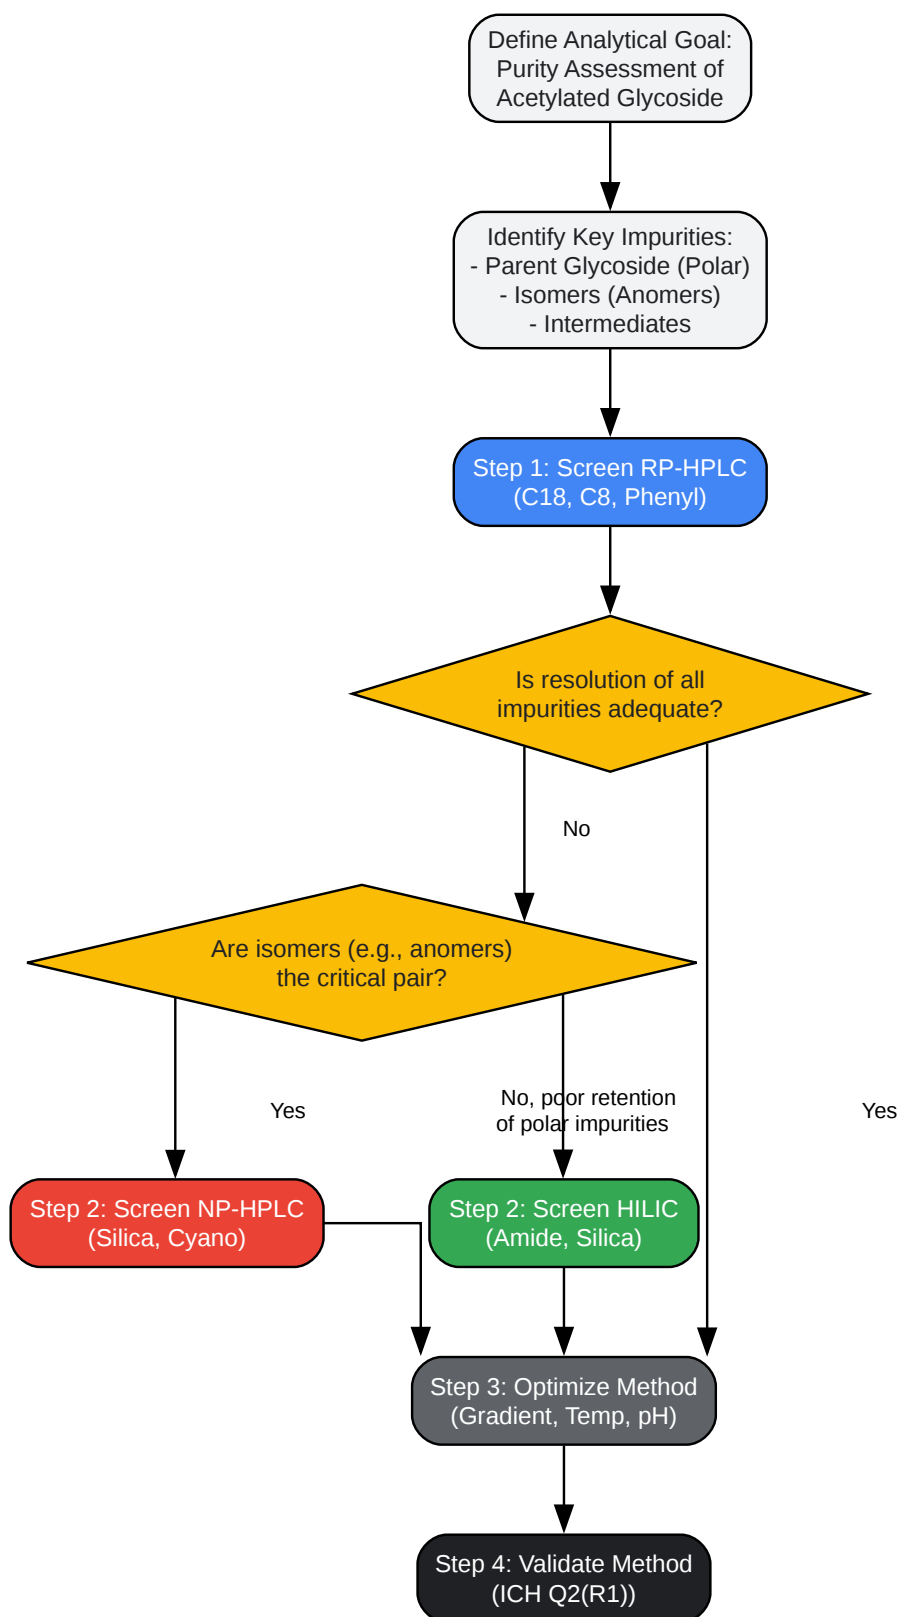 Define Analytical Goal:
Purity Assessment of
Acetylated Glycoside
Identify Key Impurities:
- Parent Glycoside (Polar)
- Isomers (Anomers)
- Intermediates
Step 1: Screen RP-HPLC
(C18, C8, Phenyl)
Is resolution of all
impurities adequate?
No
Are isomers (e.g., anomers)
the critical pair?
Yes
No, poor retention
of polar impurities
Yes
Step 2: Screen NP-HPLC
(Silica, Cyano)
Step 2: Screen HILIC
(Amide, Silica)
Step 3: Optimize Method
(Gradient, Temp, pH)
Step 4: Validate Method
(ICH Q2(R1))